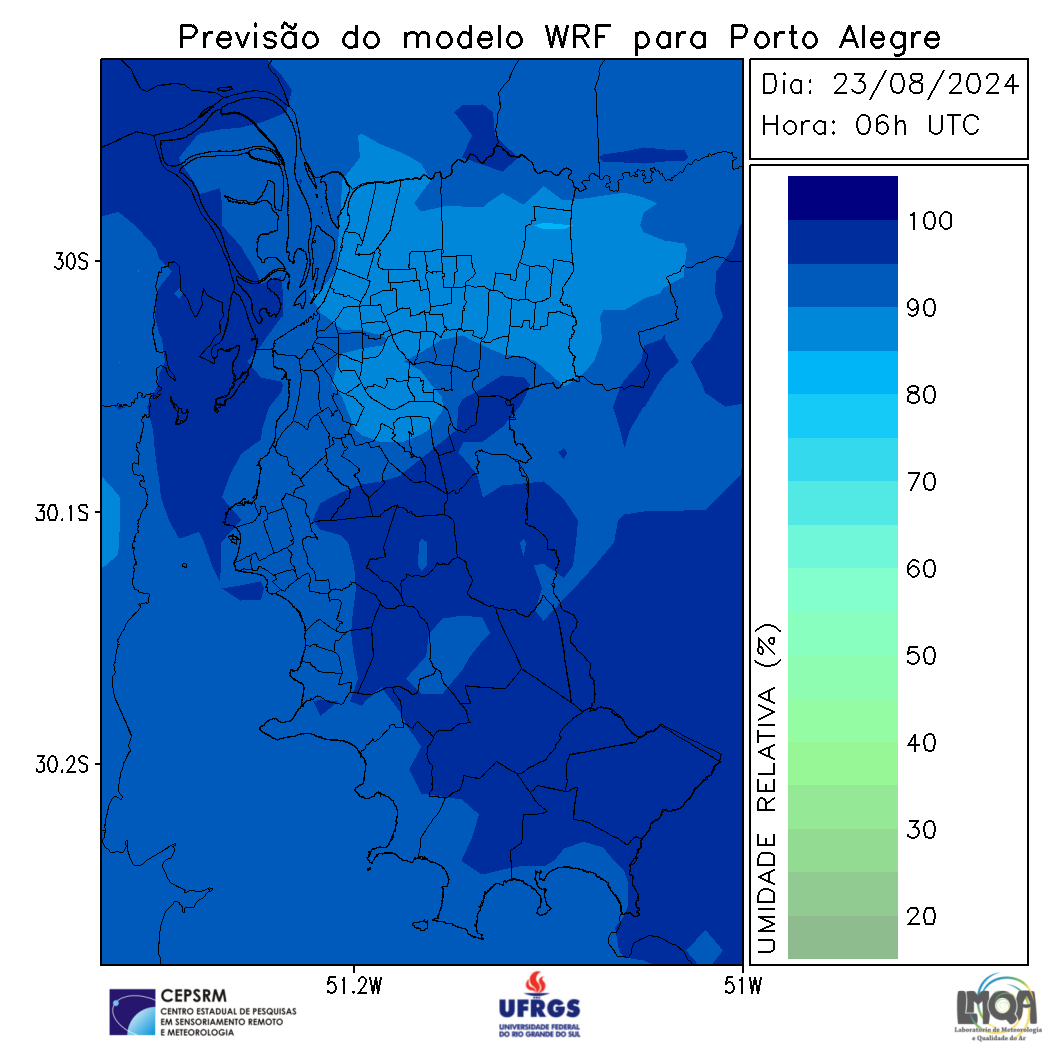 Previsão do modelo WRF para Porto Alegre
Dia: 23/08/2024
Hora: 06h UTC
30S
30.1S
30.2S
51.2W
51W
UMIDADE RELATIVA (%)
100
90
80
70
60
50
40
30
20
CEPSRM
CENTRO ESTADUAL DE PESQUISAS
EM SENSORIAMENTO REMOTO
E METEOROLOGIA
UFRGS
UNIVERSIDADE FEDERAL
DO RIO GRANDE DO SUL
LMQA
Laboratório de Meteorologia
e Qualidade do Ar